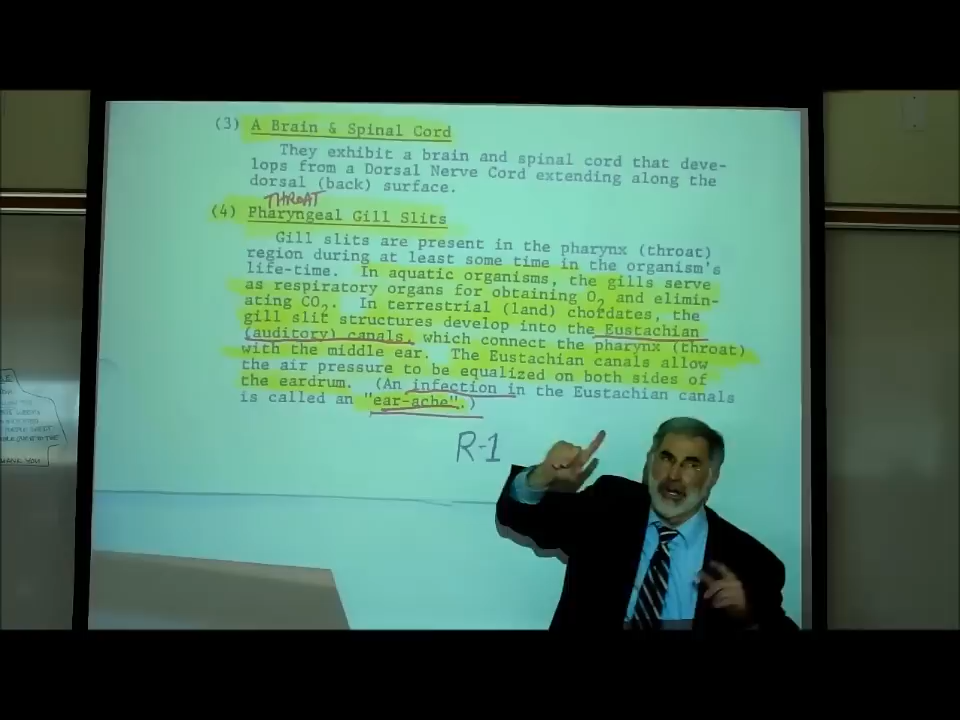 (3) A Brain & Spinal Cord
They exhibit a brain and spinal cord that deve-
lops from a Dorsal Nerve Cord extending along the
dorsal (back) surface.
THROAT
(4) Pharyngeal Gill Slits
Gill slits are present in the pharynx (throat)
region during at least some time in the organism's
life-time. In aquatic organisms, the gills serve
as respiratory organs for obtaining O2 and elimin-
ating CO2. In terrestrial (land) chordates, the
gill slit structures develop into the Eustachian
(auditory) canals, which connect the pharynx (throat)
with the middle ear. The Eustachian canals allow
the air pressure to be equalized on both sides of
the eardrum. (An infection in the Eustachian canals
is called an "ear-ache".)
R-1
THANK YOU